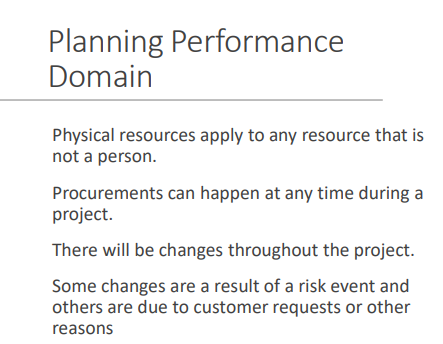 Planning Performance
Domain
Physical resources apply to any resource that is
not a person.
Procurements can happen at any time during a
project.
There will be changes throughout the project.
Some changes are a result of a risk event and
others are due to customer requests or other
reasons